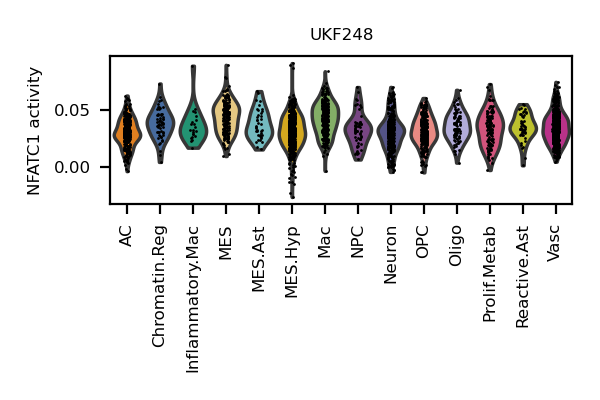 UKF248
NFATC1 activity
0.05
0.00
AC
Chromatin.Reg
Inflammatory.Mac
MES
MES.Ast
MES.Hyp
Mac
NPC
Neuron
OPC
Oligo
Prolif.Metab
Reactive.Ast
Vasc